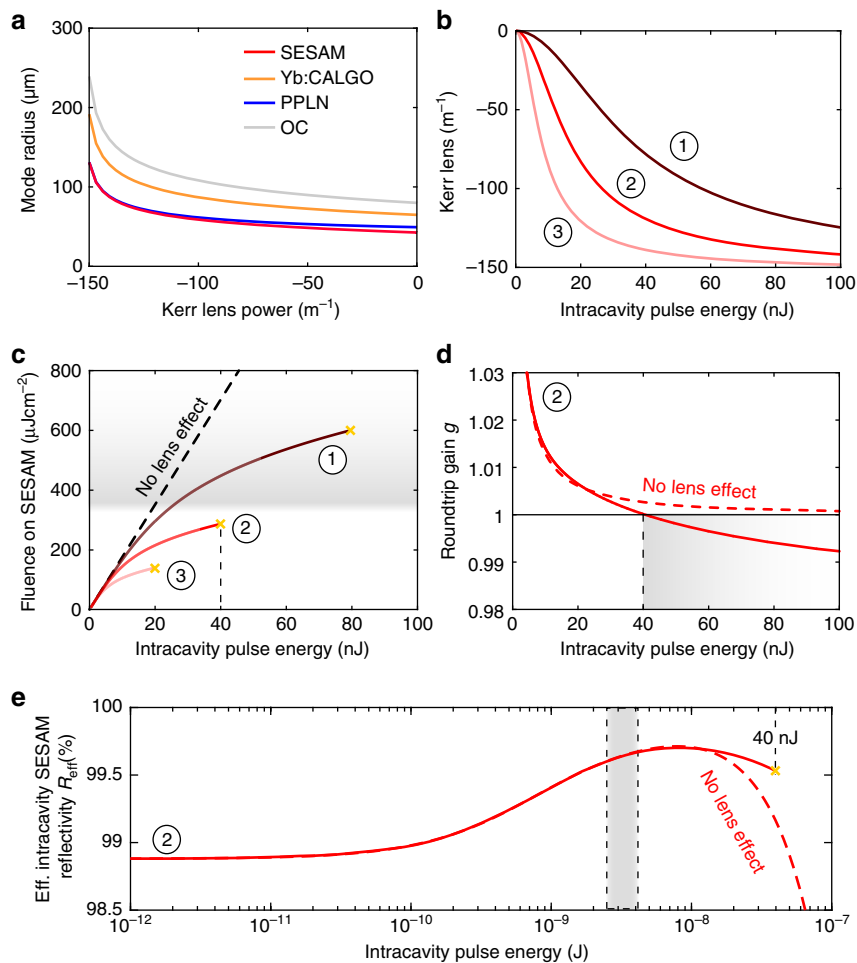 a
Mode radius (μm)
300
200
100
0
−150
−100
−50
0
Kerr lens power (m⁻¹)
SESAM
Yb:CALGO
PPLN
OC
b
Kerr lens (m⁻¹)
0
−50
−100
−150
0
20
40
60
80
100
Intracavity pulse energy (nJ)
1
2
3
c
Fluence on SESAM (μJcm⁻²)
800
600
400
200
0
0
20
40
60
80
100
Intracavity pulse energy (nJ)
No lens effect
1
2
3
d
Roundtrip gain g
1.03
1.02
1.01
1
0.99
0.98
0
20
40
60
80
100
Intracavity pulse energy (nJ)
2
No lens effect
e
Eff. intracavity SESAM
reflectivity Reff(%)
100
99.5
99
98.5
10⁻¹²
10⁻¹¹
10⁻¹⁰
10⁻⁹
10⁻⁸
10⁻⁷
Intracavity pulse energy (J)
2
40 nJ
No lens effect